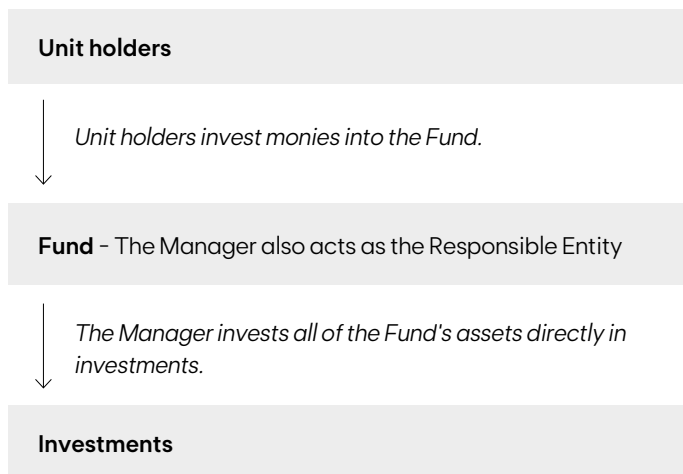 Unit holders
Unit holders invest monies into the Fund.
Fund - The Manager also acts as the Responsible Entity
The Manager invests all of the Fund's assets directly in
investments.
Investments